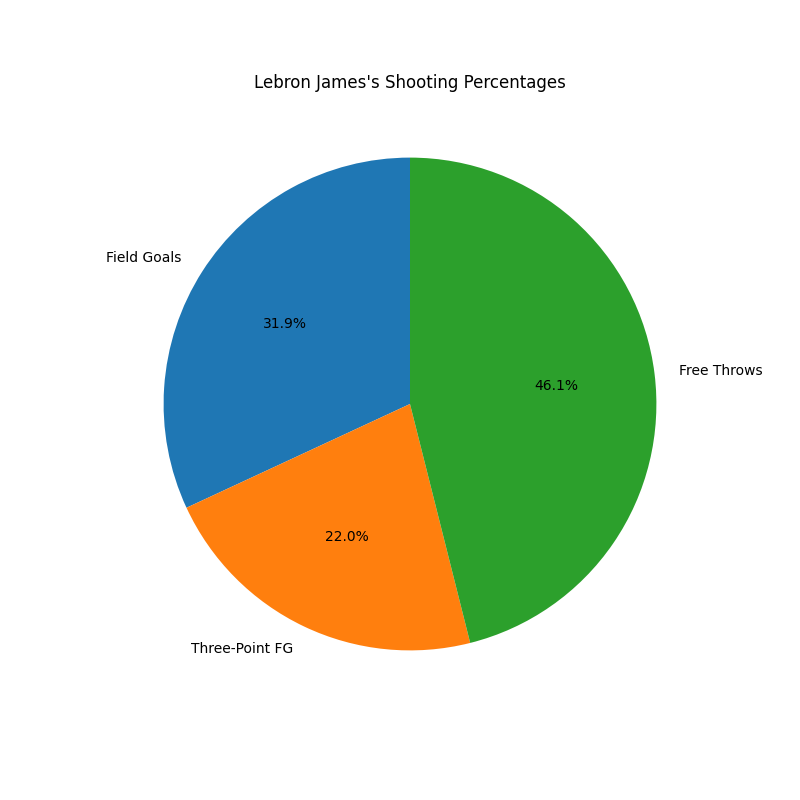 Lebron James's Shooting Percentages
Field Goals
31.9%
46.1%
Free Throws
22.0%
Three-Point FG